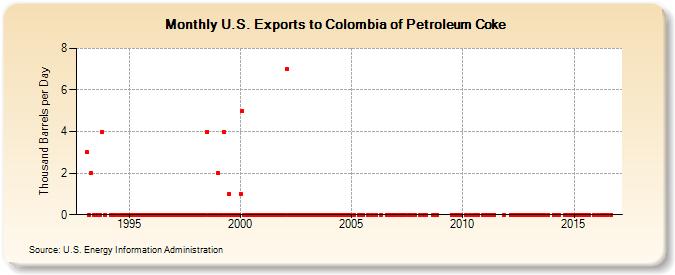 Monthly U.S. Exports to Colombia of Petroleum Coke
Thousand Barrels per Day
8
6
4
2
0
1995 2000 2005 2010 2015
Source: U.S. Energy Information Administration